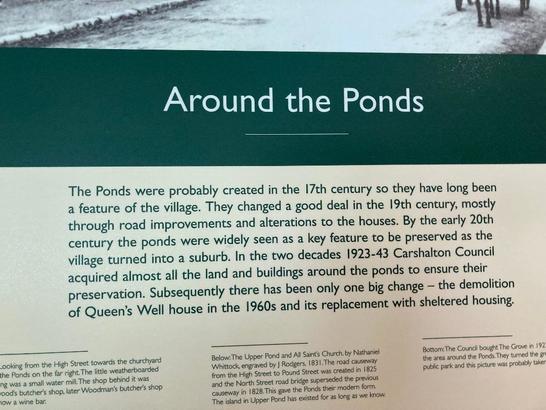 Around the Ponds
The Ponds were probably created in the 17th century so they have long been
a feature of the village. They changed a good deal in the 19th century, mostly
through road improvements and alterations to the houses. By the early 20th
century the ponds were widely seen as a key feature to be preserved as the
village turned into a suburb. In the two decades 1923-43 Carshalton Council
acquired almost all the land and buildings around the ponds to ensure their
preservation. Subsequently there has been only one big change – the demolition
of Queen's Well house in the 1960s and its replacement with sheltered housing.
Looking from the High Street towards the churchyard
the Ponds on the far right. The little weatherboarded
ng was a small water mill. The shop behind it was
wood's butcher's shop, later Woodman's butcher's shop
now a wine bar.
Below: The Upper Pond and All Saint's Church, by Nathaniel
Whittock, engraved by J Rodgers, 1831. The road causeway
from the High Street to Pound Street was created in 1825
and the North Street road bridge superseded the previous
causeway in 1828. This gave the Ponds their modern form.
The island in Upper Pond has existed for as long as we know.
Bottom: The Council bought The Grove in 192
the area around the Ponds. They turned the gr
public park and this picture was probably taken